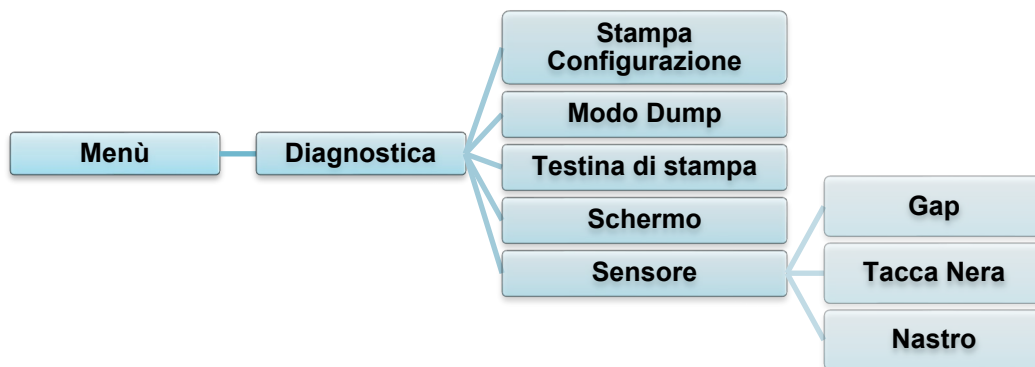 Menù
Diagnostica
Stampa
Configurazione
Modo Dump
Testina di stampa
Schermo
Sensore
Gap
Tacca Nera
Nastro